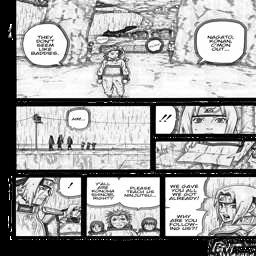 THEY
DON'T
SEEM
LIKE
BADDIES.
NAGATO,
KONAN,
C'MON
OUT...
!!
!
Y'ALL
ARE
KONOHA
SHINOBI,
RIGHT?
PLEASE
TEACH US
NINJUTSU...
WE GAVE
YOU ALL
WE GOT
ALREADY!
WHY
ARE YOU
FOLLOW-
ING US?!